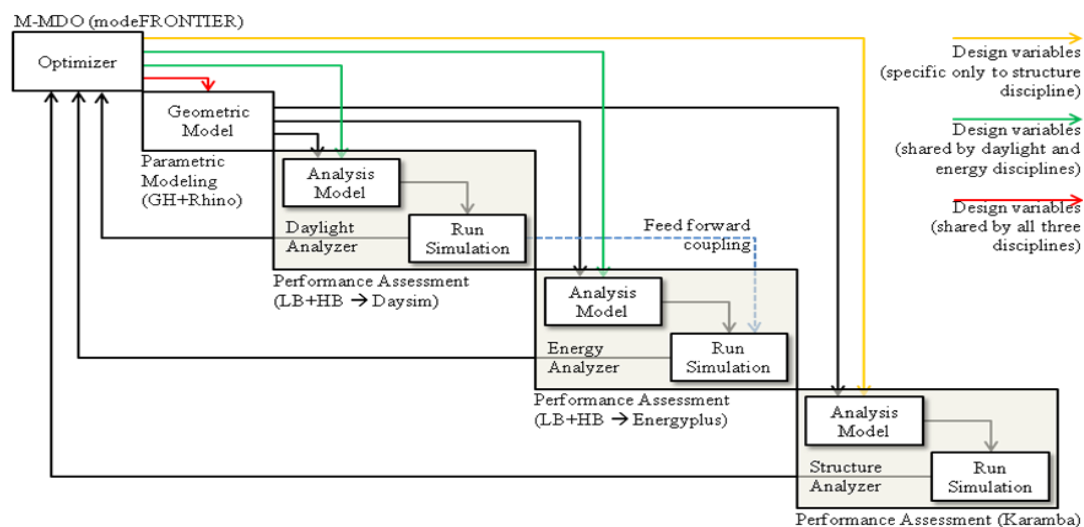 M-MDO (modeFRONTIER)
Optimizer
Geometric
Model
Parametric
Modeling
(GH+Rhino)
Analysis
Model
Daylight
Analyzer
Run
Simulation
Performance Assessment
(LB+HB → Daysim)
Feed forward
coupling
Analysis
Model
Energy
Analyzer
Run
Simulation
Performance Assessment
(LB+HB → Energyplus)
Analysis
Model
Structure
Analyzer
Run
Simulation
Performance Assessment (Karamba)
Design variables
(specific only to structure
discipline)
Design variables
(shared by daylight and
energy disciplines)
Design variables
(shared by all three
disciplines)